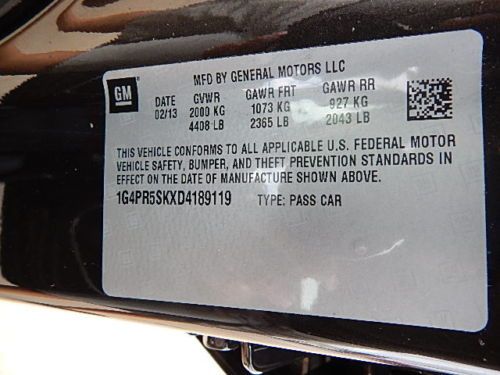 GM
MFD BY GENERAL MOTORS LLC
DATE GVWR GAWR FRT GAWR RR
02/13 2000 KG 1073 KG 927 KG
4408 LB 2365 LB 2043 LB
THIS VEHICLE CONFORMS TO ALL APPLICABLE U.S. FEDERAL MOTOR
VEHICLE SAFETY, BUMPER, AND THEFT PREVENTION STANDARDS IN
EFFECT ON THE DATE OF MANUFACTURE SHOWN ABOVE.
1G4PR5SKXD4189119 TYPE: PASS CAR